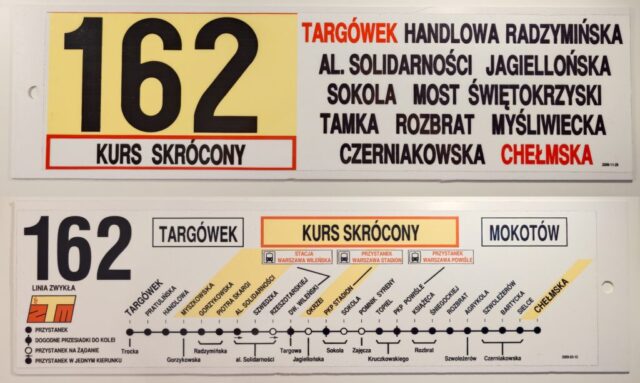 162
KURS SKRÓCONY
TARGÓWEK HANDLOWA RADZYMIŃSKA
AL. SOLIDARNOŚCI JAGIELLOŃSKA
SOKOLA MOST ŚWIĘTOKRZYSKI
TAMKA ROZBRAT MYŚLIWIECKA
CZERNIAKOWSKA CHEŁMSKA
162
LINIA ZWYKŁA
ZTM
PRZYSTANEK
DOGODNE PRZESIADKI DO KOLEI
PRZYSTANEK NA ŻĄDANIE
PRZYSTANEK W JEDNYM KIERUNKU
TARGÓWEK
KURS SKRÓCONY
MOKOTÓW
STACJA
WARSZAWA WILEŃSKA
PRZYSTANEK
WARSZAWA STADION
PRZYSTANEK
WARSZAWA POWIŚLE
TARGÓWEK
PRATULIŃSKA
HANDLOWA
MYSZKOWSKA
GORZYKOWSKA
PIOTRA SKARGI
AL. SOLIDARNOŚCI
SZWEDZKA
RZESZOTARSKIEJ
DW. WILEŃSKI
OKRZEI
PKP STADION
SOKOLA
POMNIK SYRENY
TOPIEL
PKP POWIŚLE
KSIĄŻĘCA
ŚNIEGOCKIEJ
ROZBRAT
AGRYKOLA
SZWOLEŻERÓW
BARTYCKA
SIELCE
CHEŁMSKA
Trocka
Gorzykowska
Radzymińska
al. Solidarności
Targowa
Jagiellońska
Sokola
Zajęcza
Kruczkowskiego
Rozbrat
Szwoleżerów
Czerniakowska